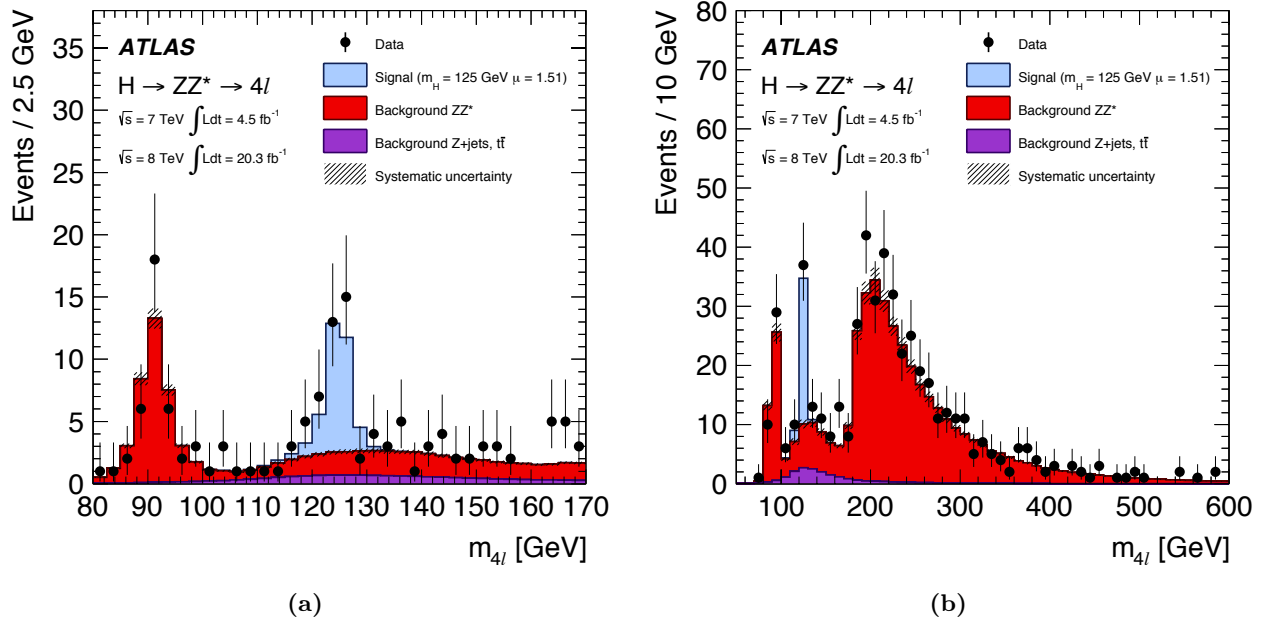 Events / 2.5 GeV
35
30
25
20
15
10
5
0
80 90 100 110 120 130 140 150 160 170
m4l [GeV]
ATLAS
H → ZZ* → 4l
√s = 7 TeV ∫Ldt = 4.5 fb⁻¹
√s = 8 TeV ∫Ldt = 20.3 fb⁻¹
Data
Signal (mH = 125 GeV μ = 1.51)
Background ZZ*
Background Z+jets, tt̄
Systematic uncertainty
(a)
Events / 10 GeV
80
70
60
50
40
30
20
10
0
100 200 300 400 500 600
m4l [GeV]
ATLAS
H → ZZ* → 4l
√s = 7 TeV ∫Ldt = 4.5 fb⁻¹
√s = 8 TeV ∫Ldt = 20.3 fb⁻¹
Data
Signal (mH = 125 GeV μ = 1.51)
Background ZZ*
Background Z+jets, tt̄
Systematic uncertainty
(b)